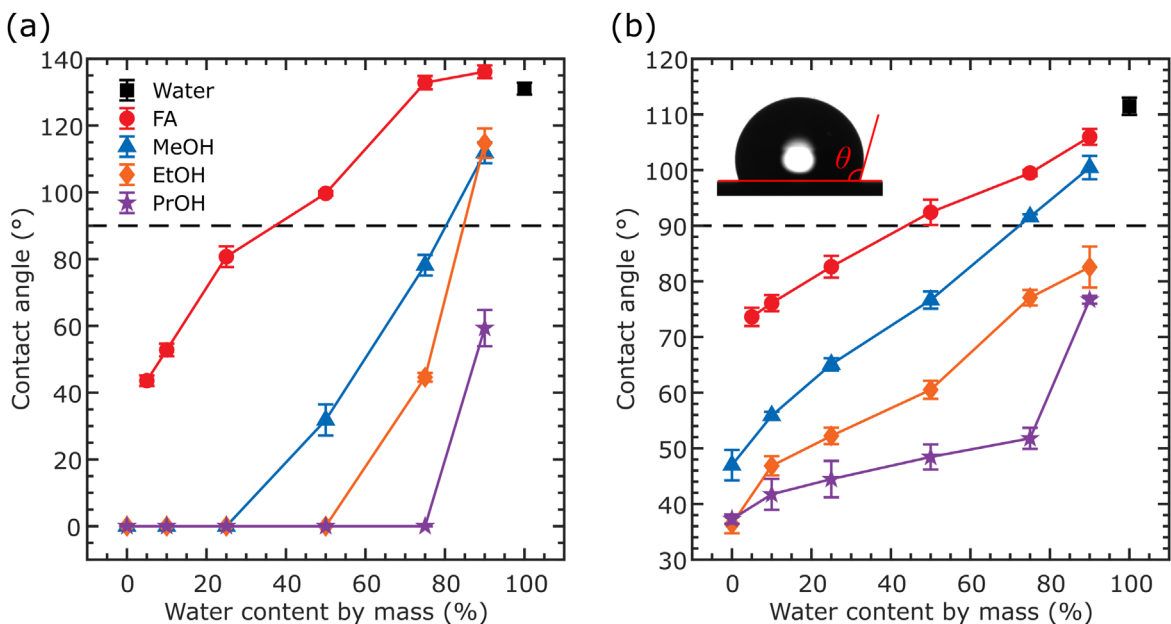 (a)
140
120
100
80
60
40
20
0
Contact angle (°)
Water
FA
MeOH
EtOH
PrOH
0 20 40 60 80 100
Water content by mass (%)
(b)
120
110
100
90
80
70
60
50
40
30
Contact angle (°)
θ
0 20 40 60 80 100
Water content by mass (%)